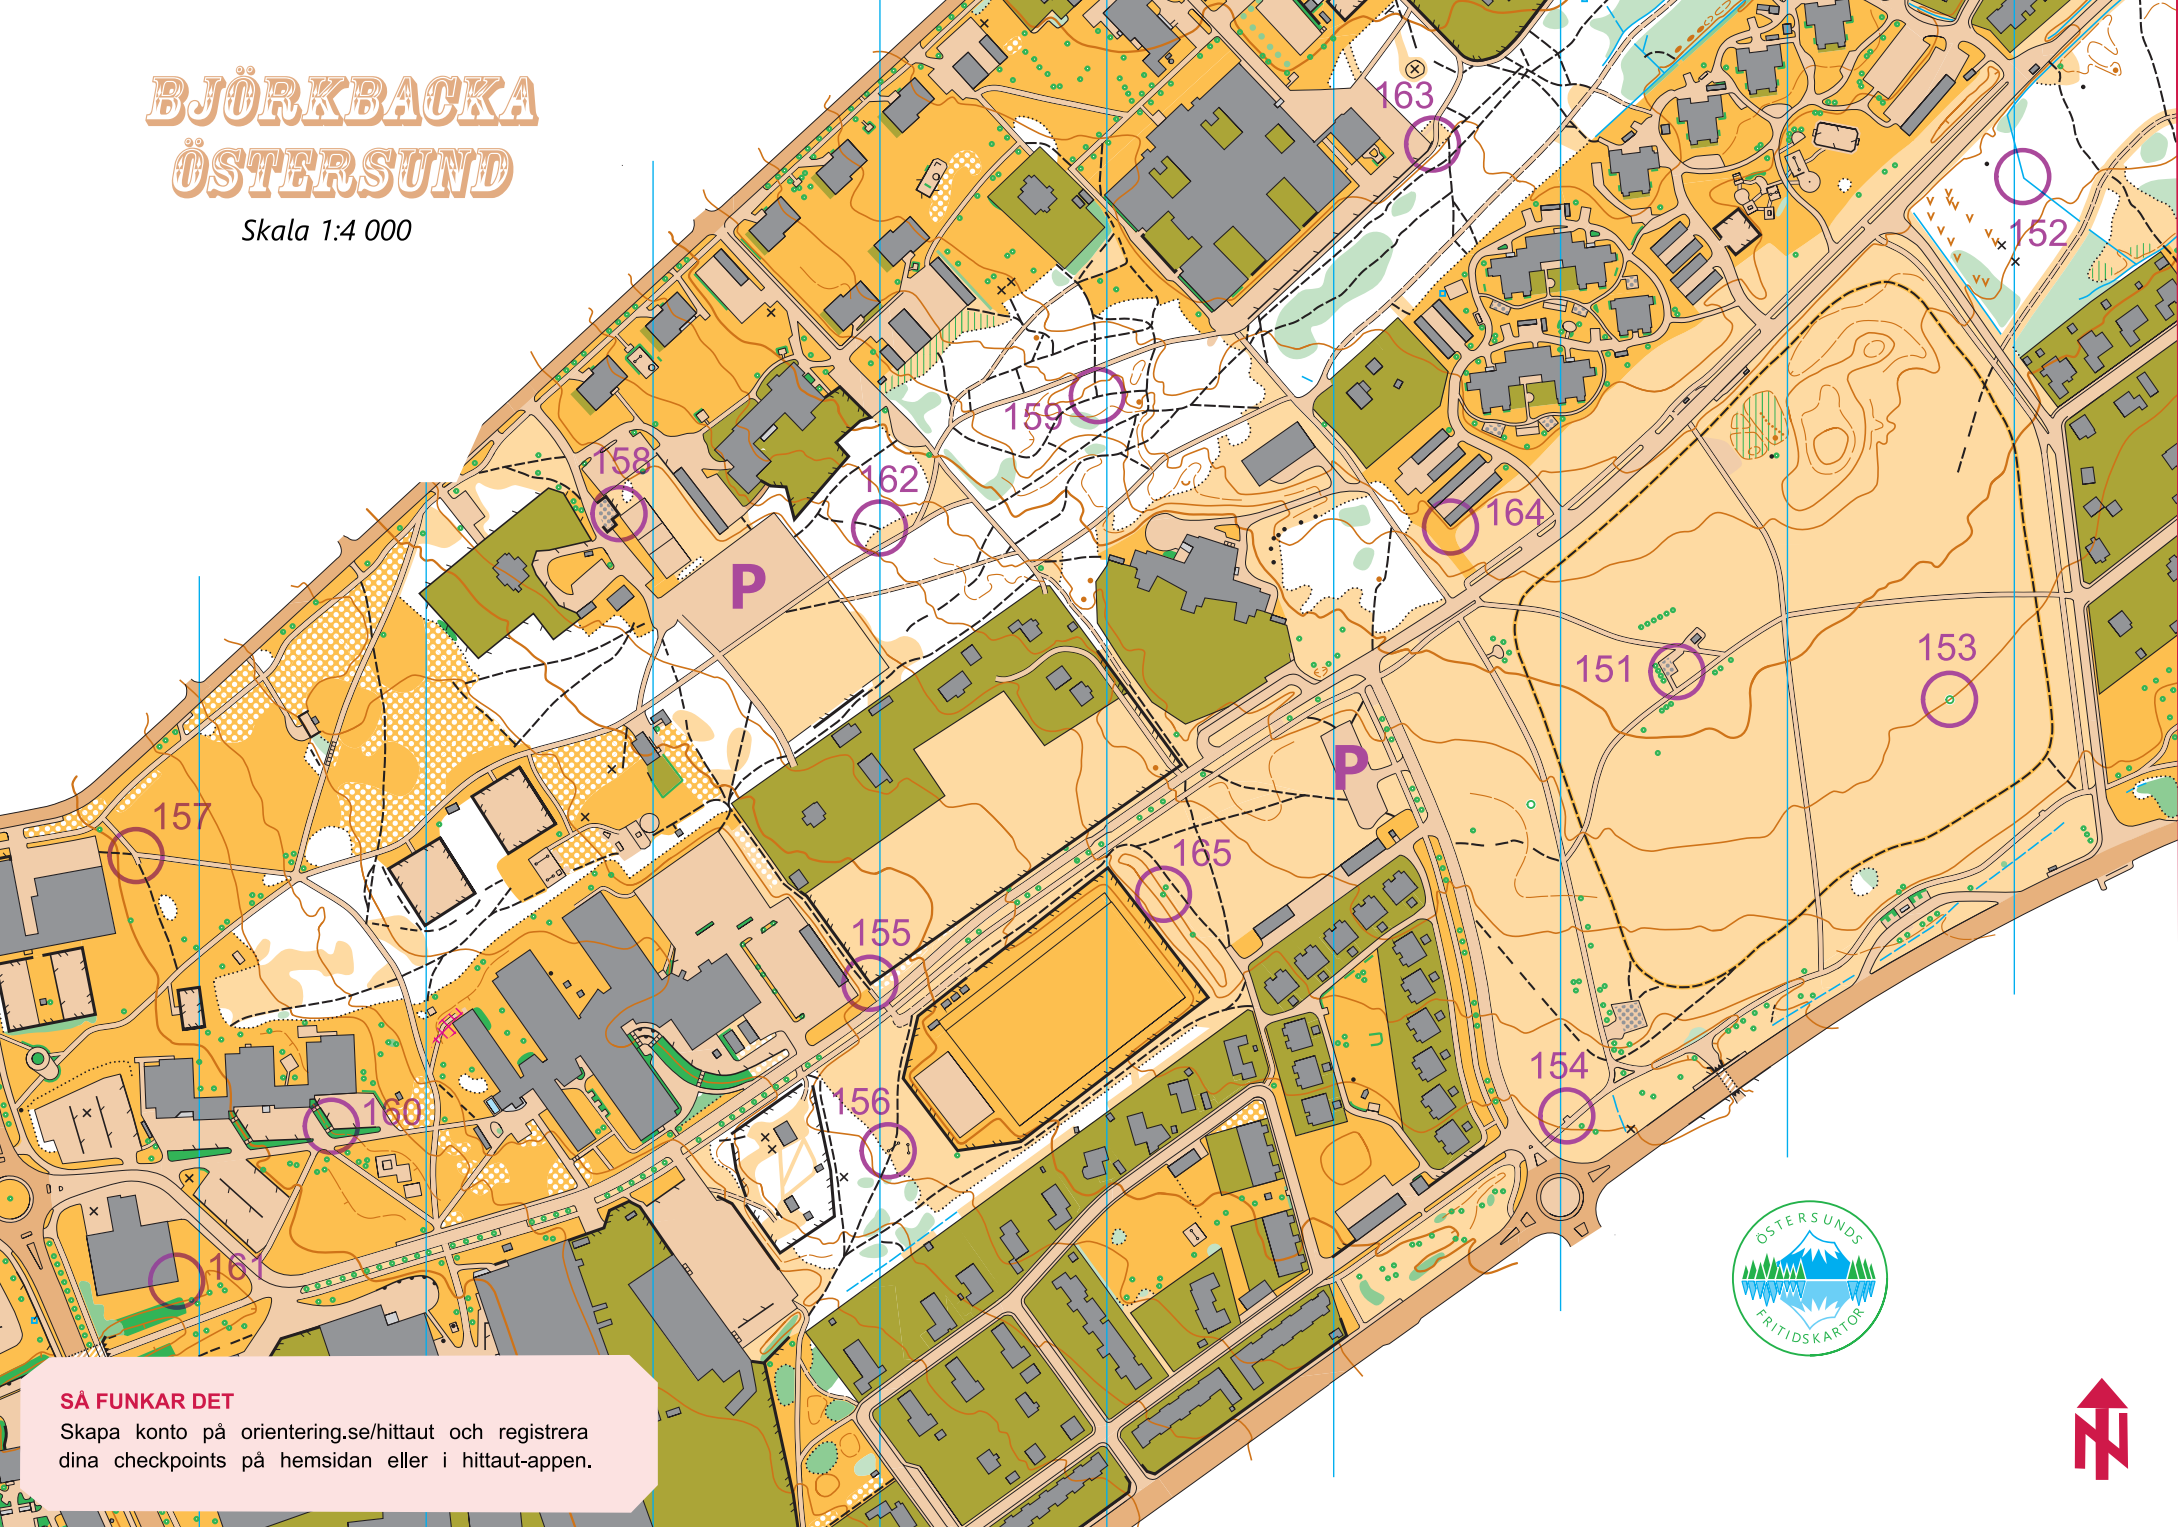 BJÖRKBACKA
ÖSTERSUND
Skala 1:4 000
163
152
159
158
162
164
P
151
153
157
P
165
155
154
156
160
161
ÖSTERSUNDS
FRITIDSKARTOR
N
SÅ FUNKAR DET
Skapa konto på orientering.se/hittaut och registrera
dina checkpoints på hemsidan eller i hittaut-appen.